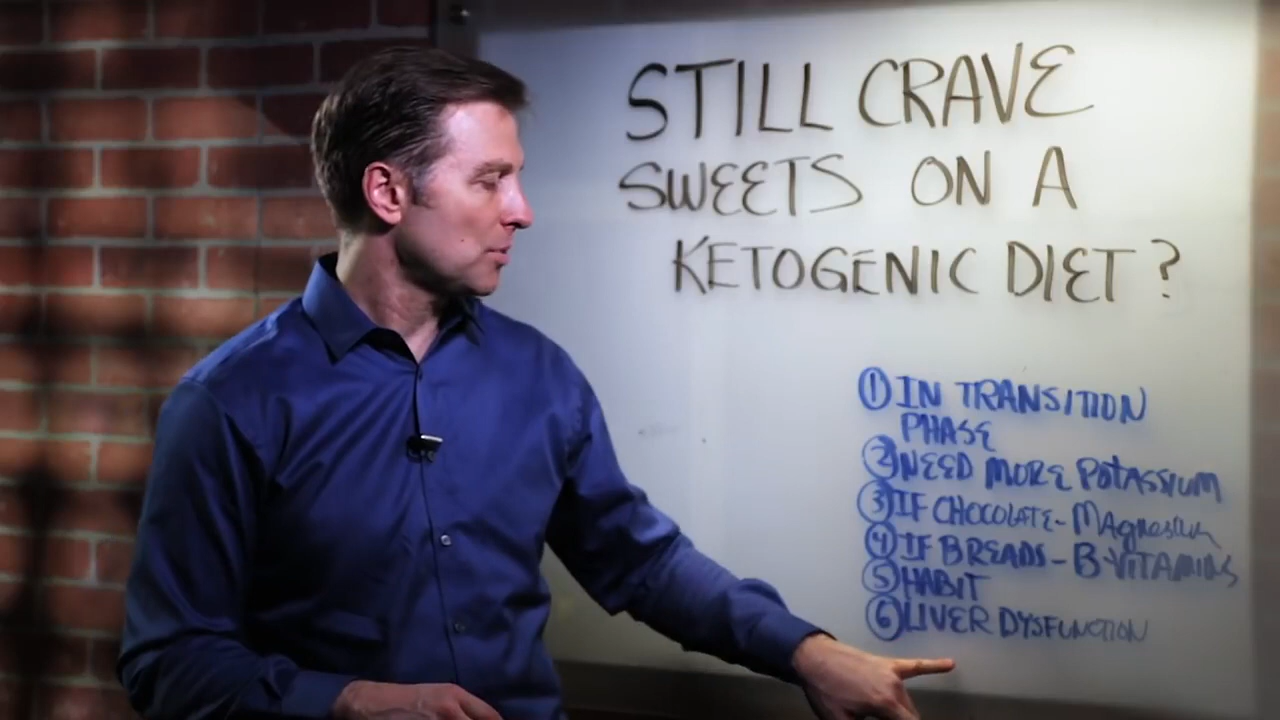 STILL CRAVE
SWEETS ON A
KETOGENIC DIET?
① IN TRANSITION
PHASE
② NEED MORE POTASSIUM
③ IF CHOCOLATE - MAGNESIUM
④ IF BREADS - B VITAMINS
⑤ HABIT
⑥ LIVER DYSFUNCTION